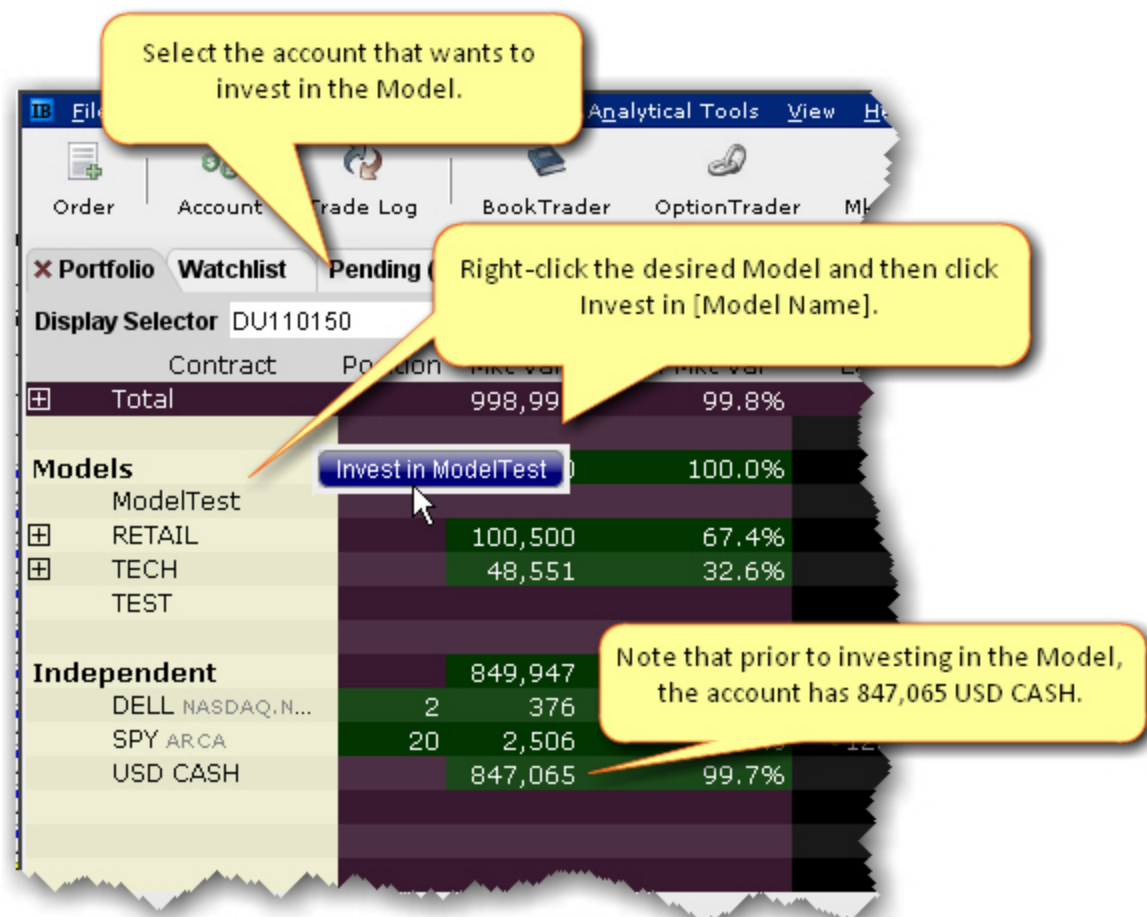 Select the account that wants to
invest in the Model.
IB Analytical Tools View
Order Account Trade Log BookTrader OptionTrader
Portfolio Watchlist Pending (
Right-click the desired Model and then click
Invest in [Model Name].
Display Selector DU110150
Contract
Total 998,99 99.8%
Models Invest in ModelTest 100.0%
ModelTest
RETAIL 100,500 67.4%
TECH 48,551 32.6%
TEST
Independent 849,947
Note that prior to investing in the Model,
the account has 847,065 USD CASH.
DELL NASDAQ.N... 2 376
SPY ARCA 20 2,506
USD CASH 847,065 99.7%